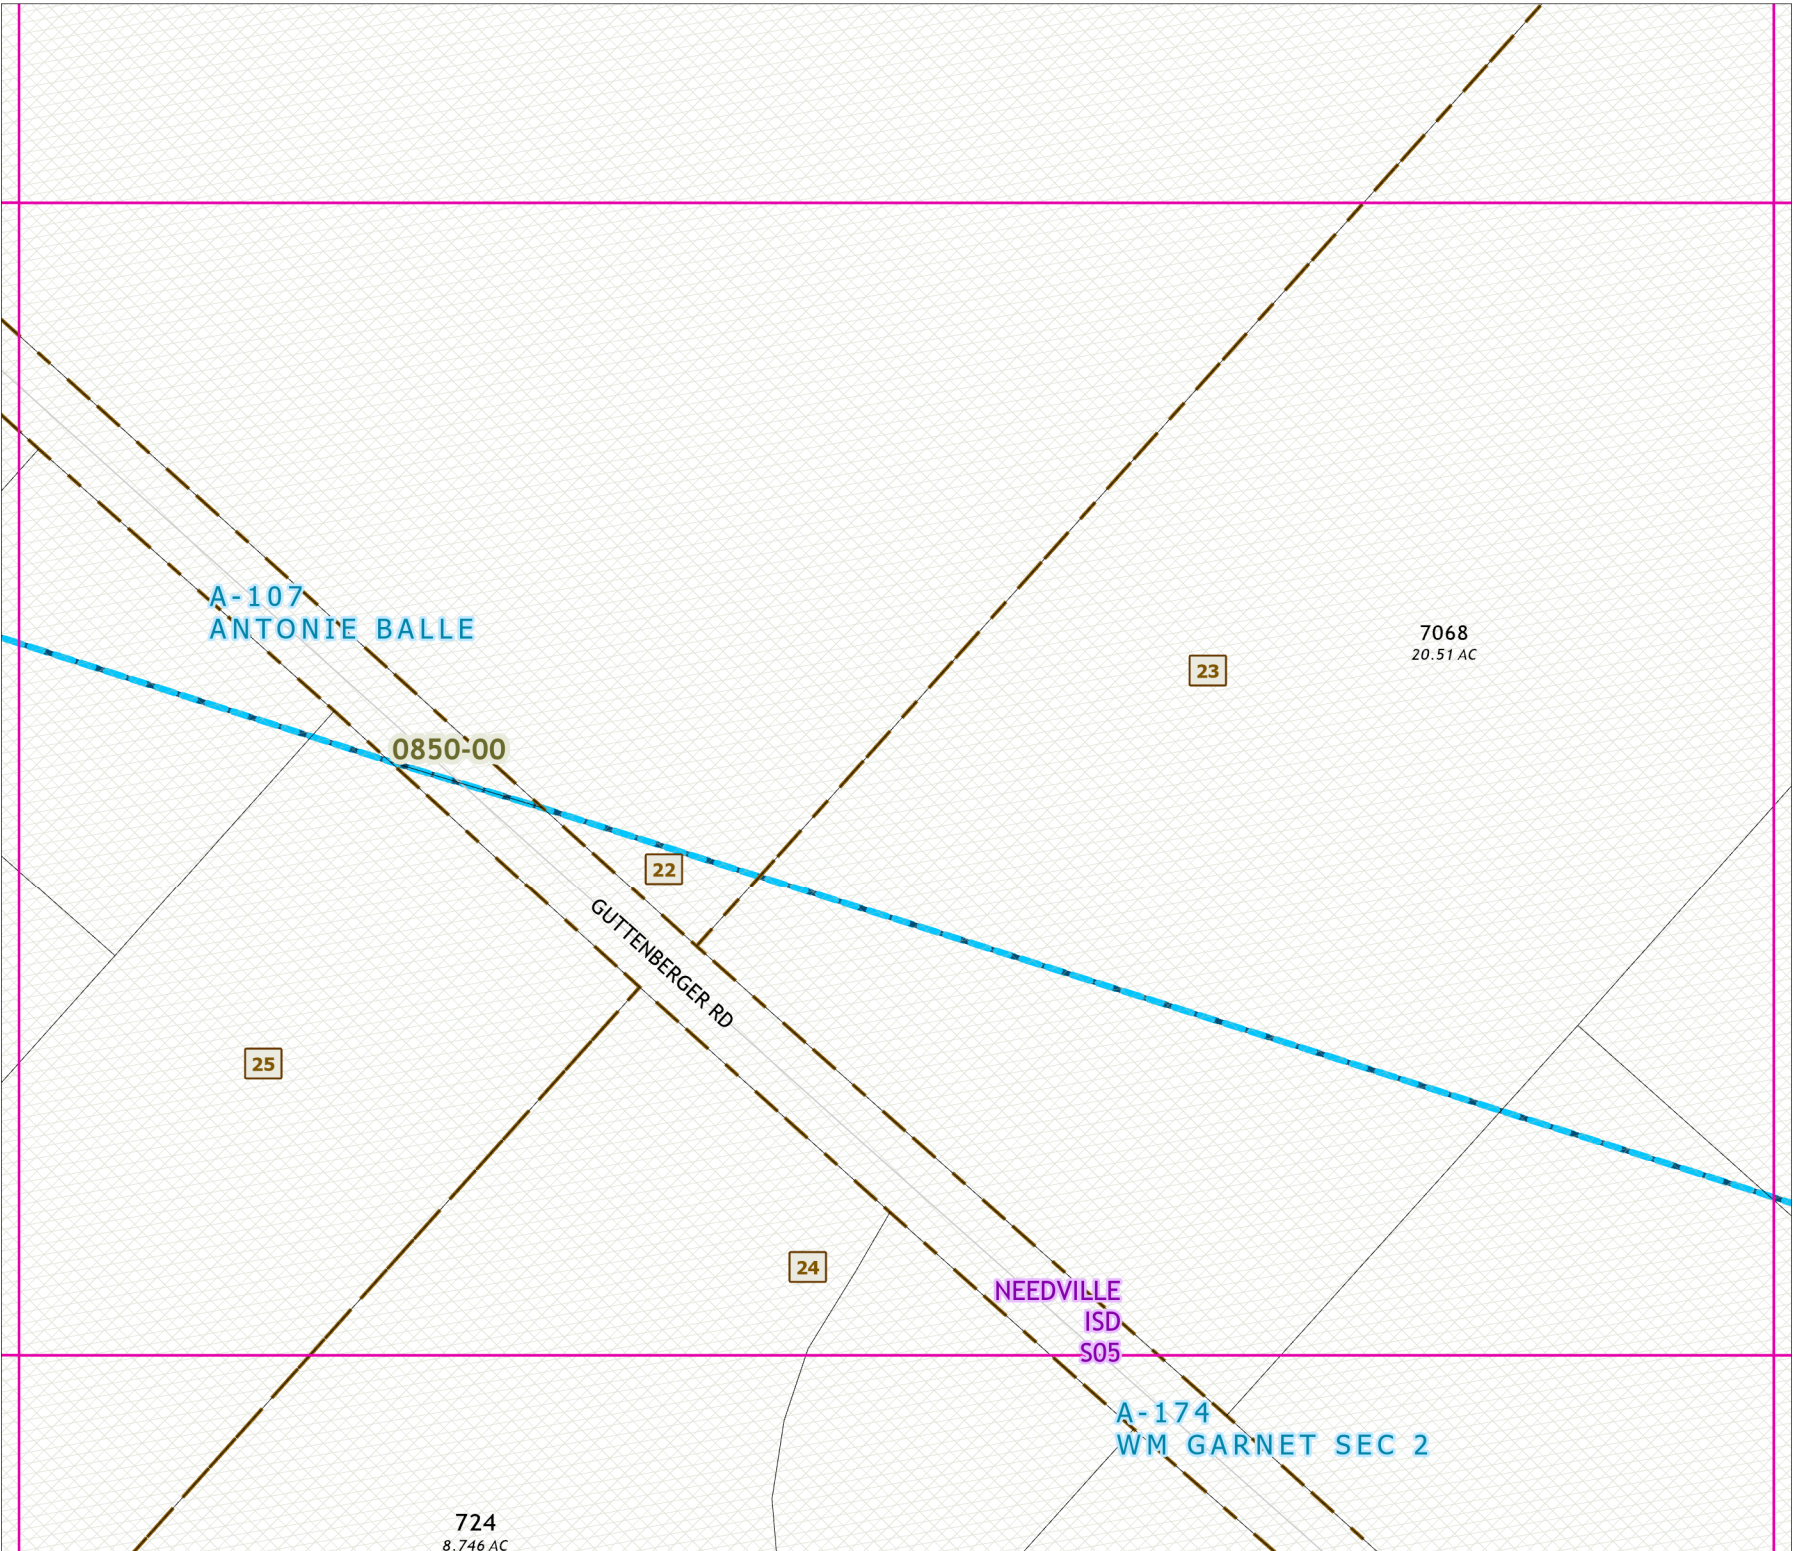 A-107
ANTONIE BALLE
7068
20.51 AC
23
0850-00
22
GUTTENBERGER RD
25
24
NEEDVILLE
ISD
S05
A-174
WM GARNET SEC 2
724
8.746 AC